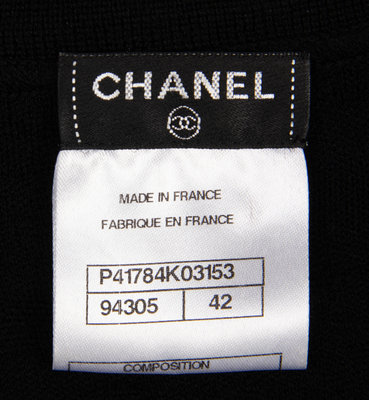 CHANEL
MADE IN FRANCE
FABRIQUE EN FRANCE
P41784K03153
94305 42
COMPOSITION